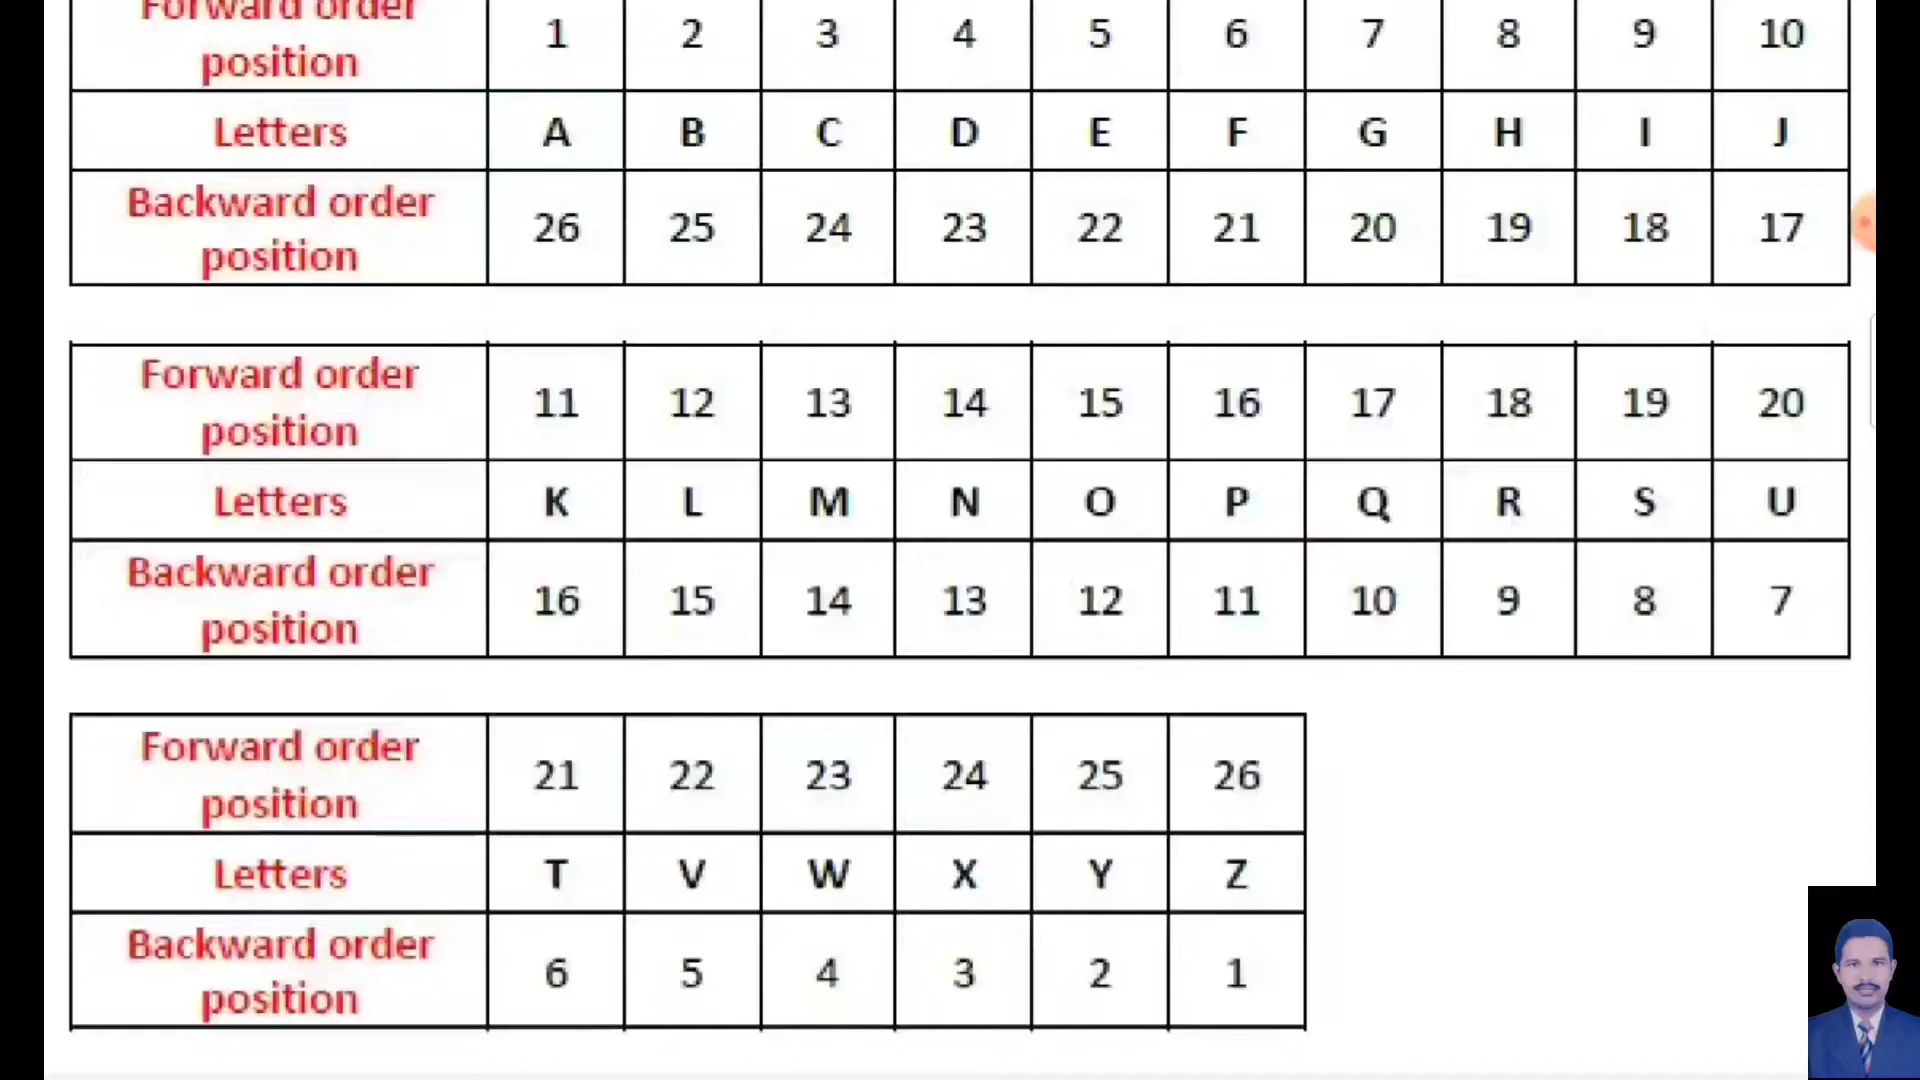 Forward order
position 1 2 3 4 5 6 7 8 9 10
Letters A B C D E F G H I J
Backward order
position 26 25 24 23 22 21 20 19 18 17
Forward order
position 11 12 13 14 15 16 17 18 19 20
Letters K L M N O P Q R S U
Backward order
position 16 15 14 13 12 11 10 9 8 7
Forward order
position 21 22 23 24 25 26
Letters T V W X Y Z
Backward order
position 6 5 4 3 2 1